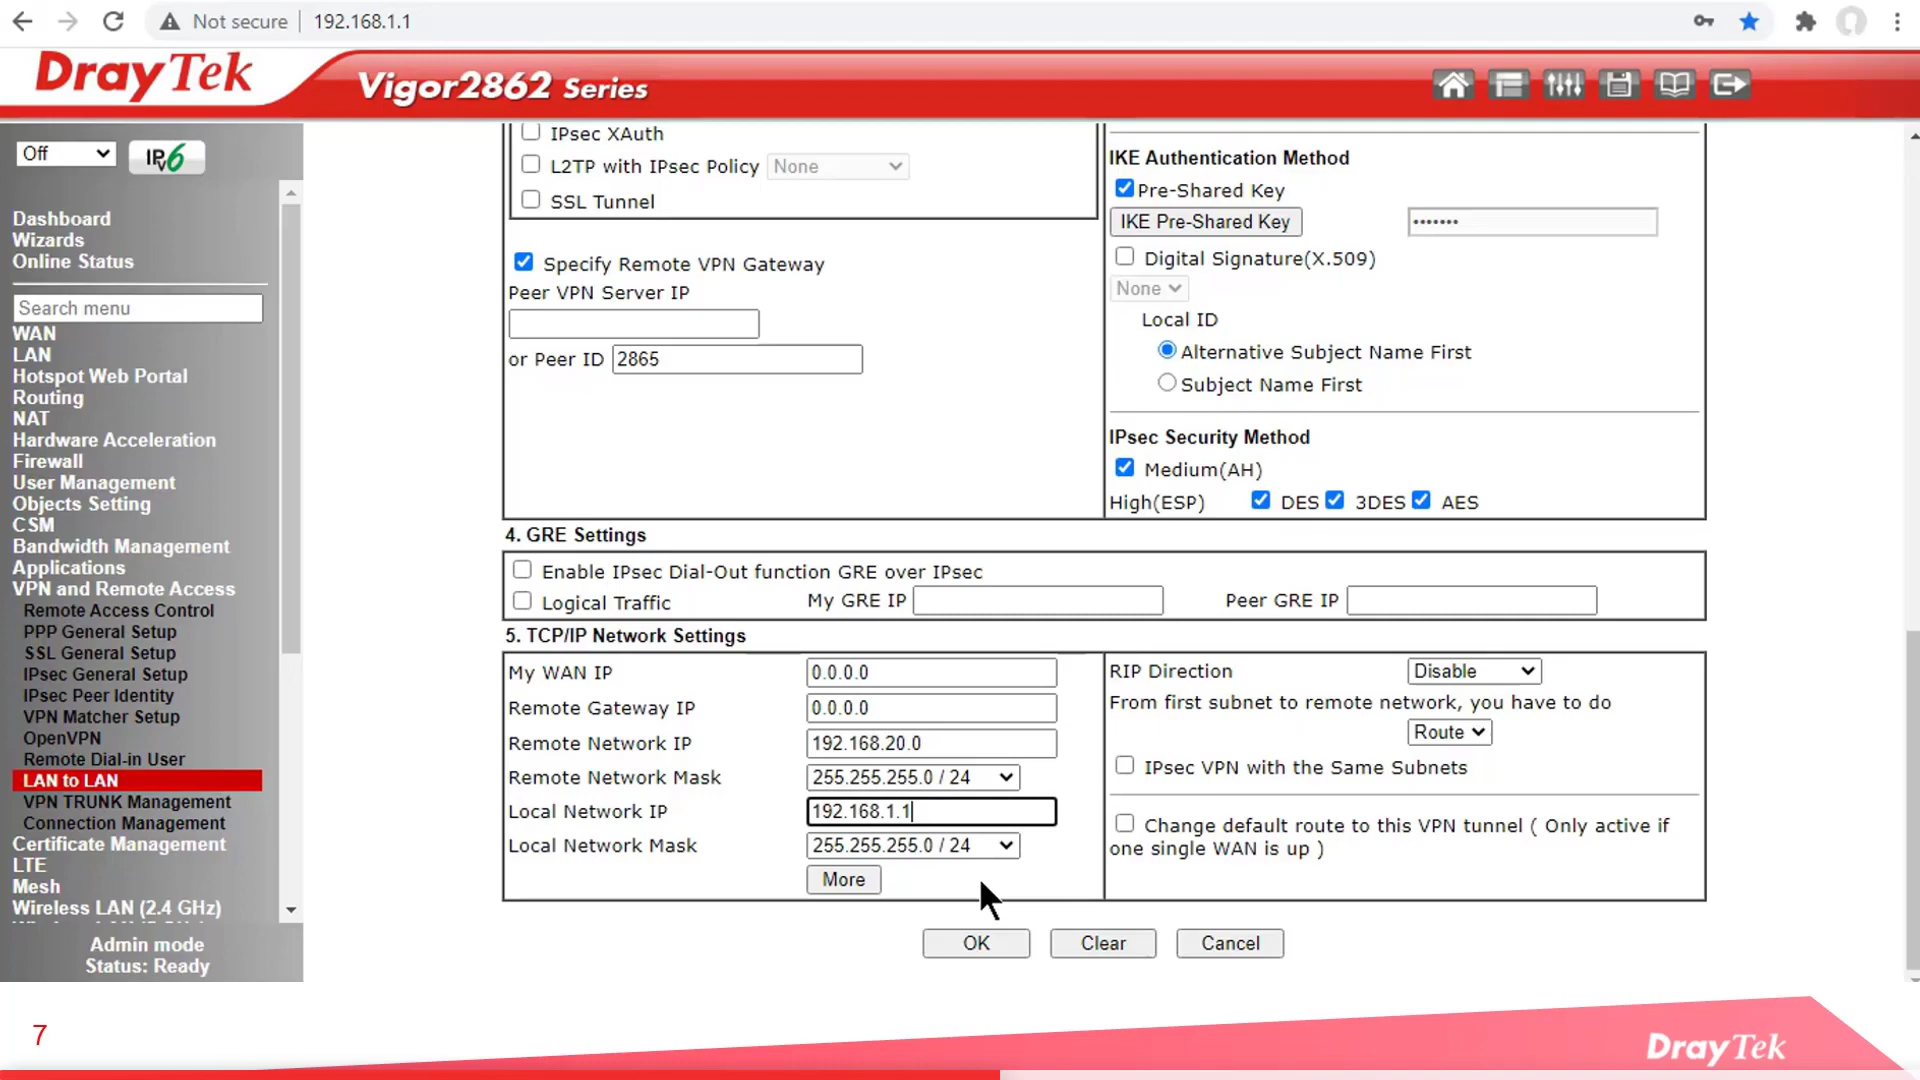 Not secure 192.168.1.1
DrayTek Vigor2862 Series
Off IPv6
Dashboard
Wizards
Online Status
Search menu
WAN
LAN
Hotspot Web Portal
Routing
NAT
Hardware Acceleration
Firewall
User Management
Objects Setting
CSM
Bandwidth Management
Applications
VPN and Remote Access
Remote Access Control
PPP General Setup
SSL General Setup
IPsec General Setup
IPsec Peer Identity
VPN Matcher Setup
OpenVPN
Remote Dial-in User
LAN to LAN
VPN TRUNK Management
Connection Management
Certificate Management
LTE
Mesh
Wireless LAN (2.4 GHz)
Admin mode
Status: Ready
IPsec XAuth
L2TP with IPsec Policy None
SSL Tunnel
Specify Remote VPN Gateway
Peer VPN Server IP
or Peer ID 2865
IKE Authentication Method
Pre-Shared Key
IKE Pre-Shared Key •••••••
Digital Signature(X.509)
None
Local ID
Alternative Subject Name First
Subject Name First
IPsec Security Method
Medium(AH)
High(ESP) DES 3DES AES
4. GRE Settings
Enable IPsec Dial-Out function GRE over IPsec
Logical Traffic My GRE IP Peer GRE IP
5. TCP/IP Network Settings
My WAN IP 0.0.0.0
Remote Gateway IP 0.0.0.0
Remote Network IP 192.168.20.0
Remote Network Mask 255.255.255.0 / 24
Local Network IP 192.168.1.1
Local Network Mask 255.255.255.0 / 24
More
RIP Direction Disable
From first subnet to remote network, you have to do
Route
IPsec VPN with the Same Subnets
Change default route to this VPN tunnel ( Only active if
one single WAN is up )
OK Clear Cancel
7
DrayTek